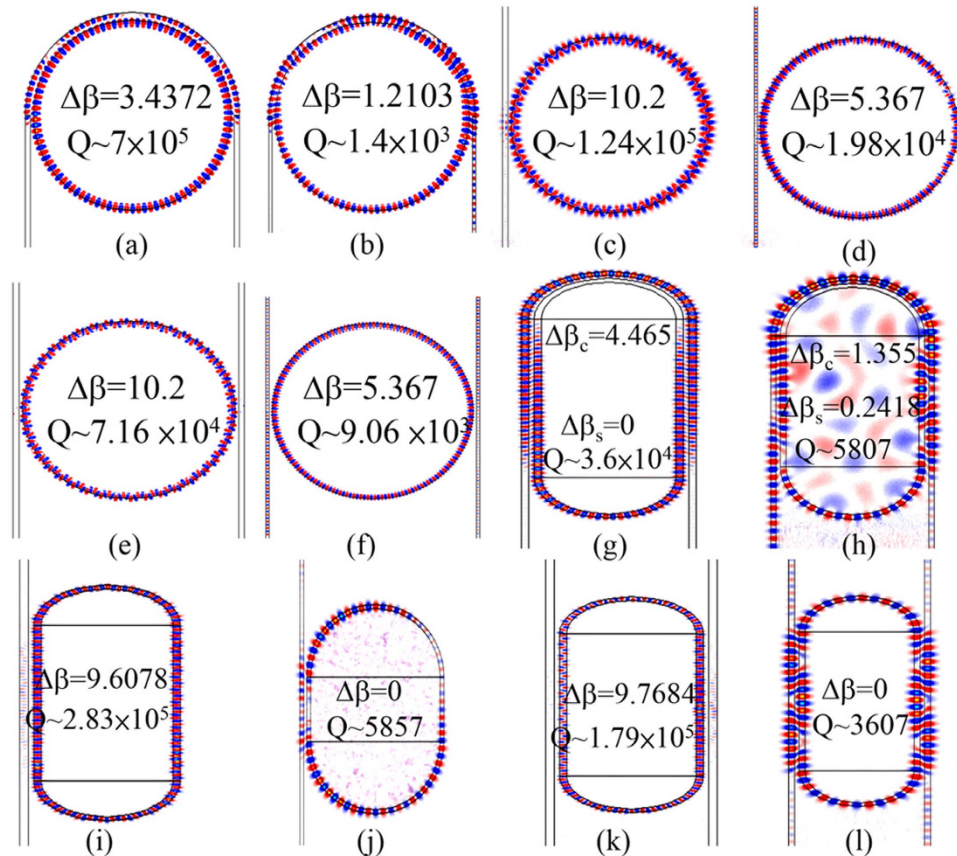 Δβ=3.4372
Q~7×10⁵
(a)
Δβ=1.2103
Q~1.4×10³
(b)
Δβ=10.2
Q~1.24×10⁵
(c)
Δβ=5.367
Q~1.98×10⁴
(d)
Δβ=10.2
Q~7.16 ×10⁴
(e)
Δβ=5.367
Q~9.06 ×10³
(f)
Δβc=4.465
Δβs=0
Q~3.6×10⁴
(g)
Δβc=1.355
Δβs=0.2418
Q~5807
(h)
Δβ=9.6078
Q~2.83×10⁵
(i)
Δβ=0
Q~5857
(j)
Δβ=9.7684
Q~1.79×10⁵
(k)
Δβ=0
Q~3607
(l)